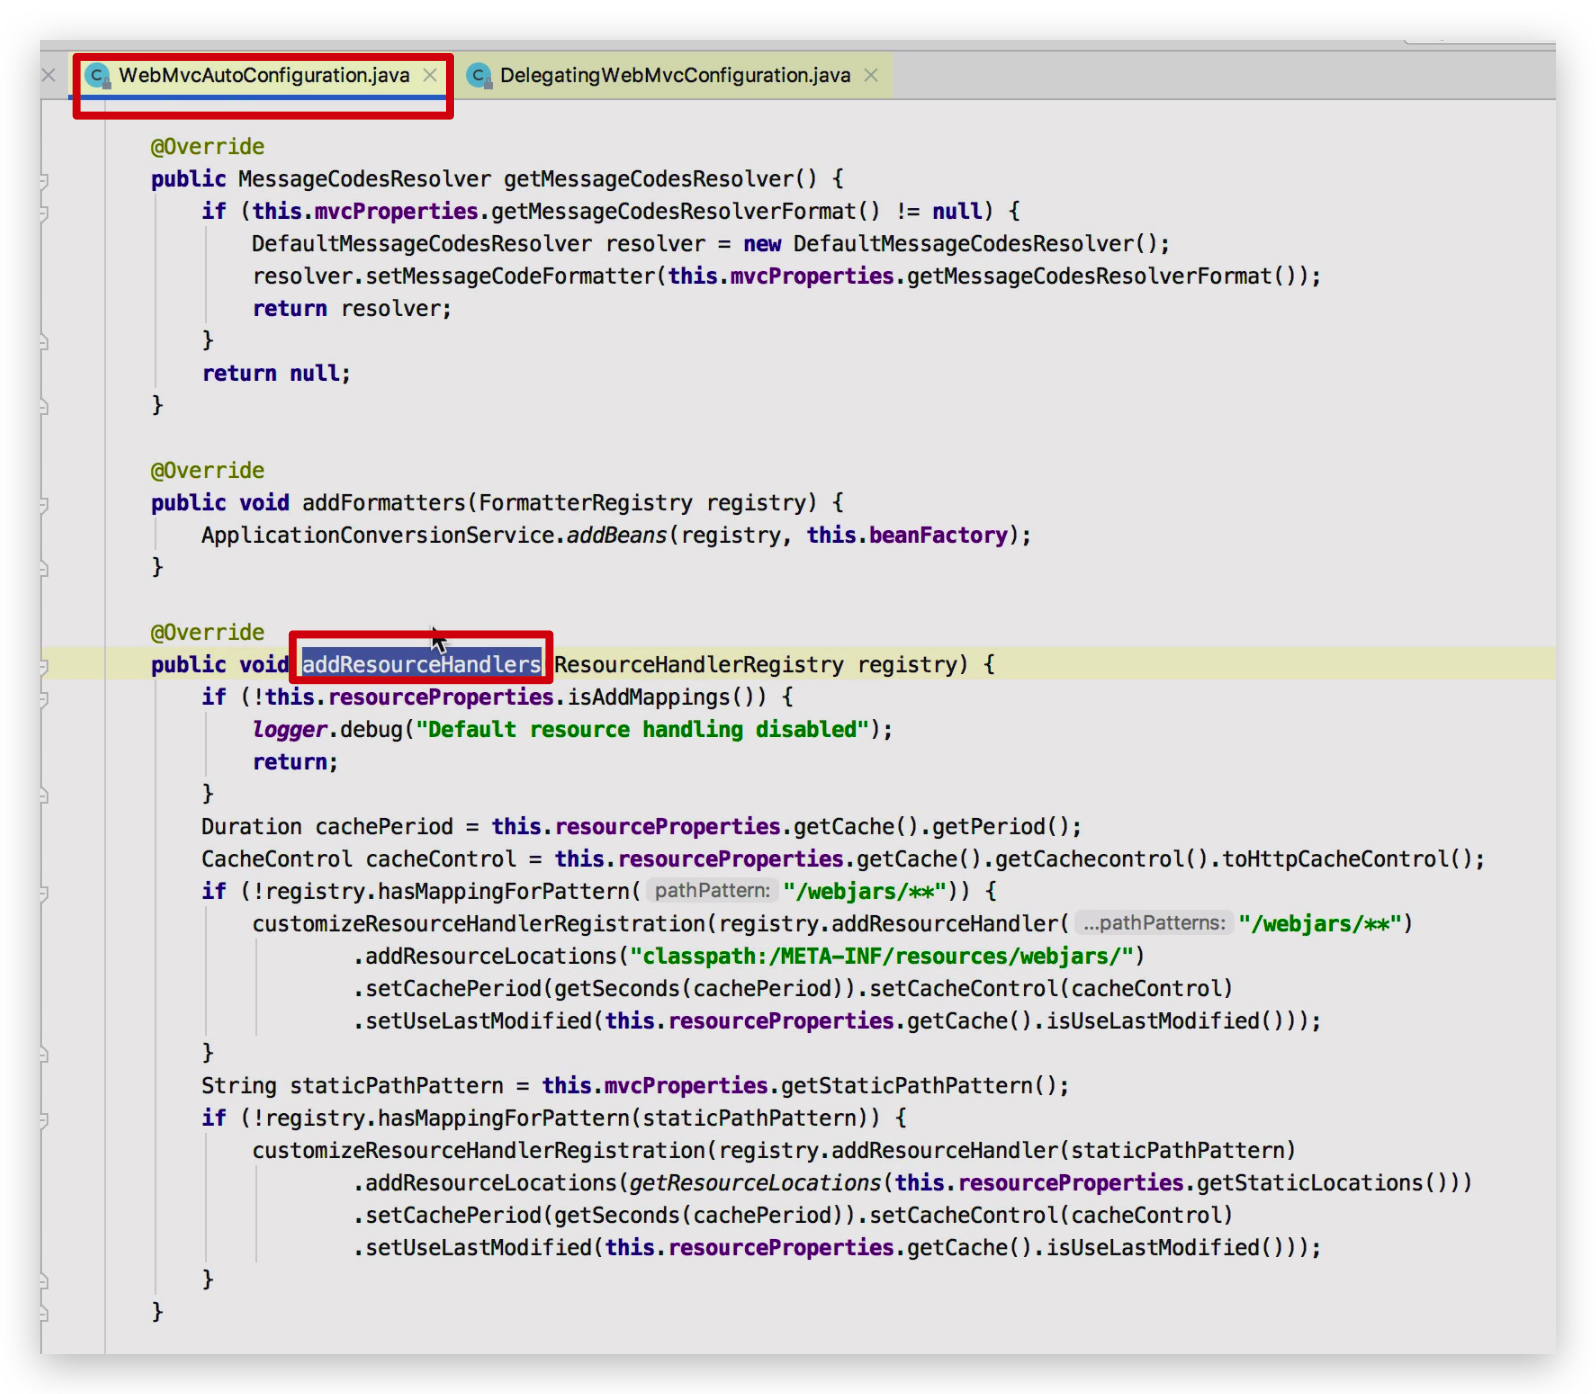 WebMvcAutoConfiguration.java DelegatingWebMvcConfiguration.java
@Override
public MessageCodesResolver getMessageCodesResolver() {
if (this.mvcProperties.getMessageCodesResolverFormat() != null) {
DefaultMessageCodesResolver resolver = new DefaultMessageCodesResolver();
resolver.setMessageCodeFormatter(this.mvcProperties.getMessageCodesResolverFormat());
return resolver;
}
return null;
}
@Override
public void addFormatters(FormatterRegistry registry) {
ApplicationConversionService.addBeans(registry, this.beanFactory);
}
@Override
public void addResourceHandlers ResourceHandlerRegistry registry) {
if (!this.resourceProperties.isAddMappings()) {
logger.debug("Default resource handling disabled");
return;
}
Duration cachePeriod = this.resourceProperties.getCache().getPeriod();
CacheControl cacheControl = this.resourceProperties.getCache().getCachecontrol().toHttpCacheControl();
if (!registry.hasMappingForPattern( pathPattern: "/webjars/**")) {
customizeResourceHandlerRegistration(registry.addResourceHandler( ...pathPatterns: "/webjars/**")
.addResourceLocations("classpath:/META-INF/resources/webjars/")
.setCachePeriod(getSeconds(cachePeriod)).setCacheControl(cacheControl)
.setUseLastModified(this.resourceProperties.getCache().isUseLastModified()));
}
String staticPathPattern = this.mvcProperties.getStaticPathPattern();
if (!registry.hasMappingForPattern(staticPathPattern)) {
customizeResourceHandlerRegistration(registry.addResourceHandler(staticPathPattern)
.addResourceLocations(getResourceLocations(this.resourceProperties.getStaticLocations()))
.setCachePeriod(getSeconds(cachePeriod)).setCacheControl(cacheControl)
.setUseLastModified(this.resourceProperties.getCache().isUseLastModified()));
}
}